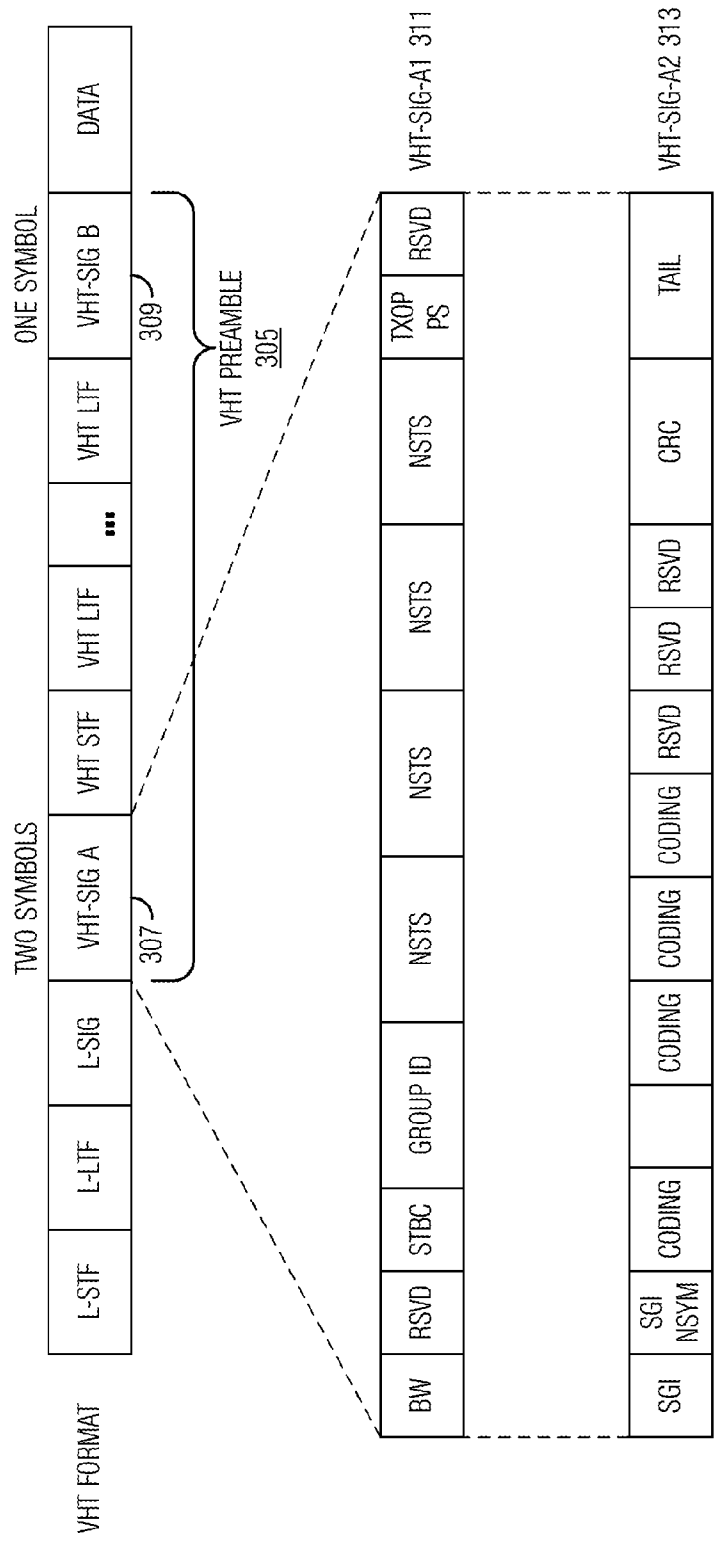 TWO SYMBOLS
ONE SYMBOL
VHT FORMAT
L-STF
L-LTF
L-SIG
VHT-SIG A
VHT STF
VHT LTF
...
VHT LTF
VHT-SIG B
DATA
307
309
VHT PREAMBLE
305
BW
RSVD
STBC
GROUP ID
NSTS
NSTS
NSTS
NSTS
TXOP
PS
RSVD
VHT-SIG-A1 311
SGI
SGI
NSYM
CODING
CODING
CODING
CODING
RSVD
RSVD
RSVD
CRC
TAIL
VHT-SIG-A2 313